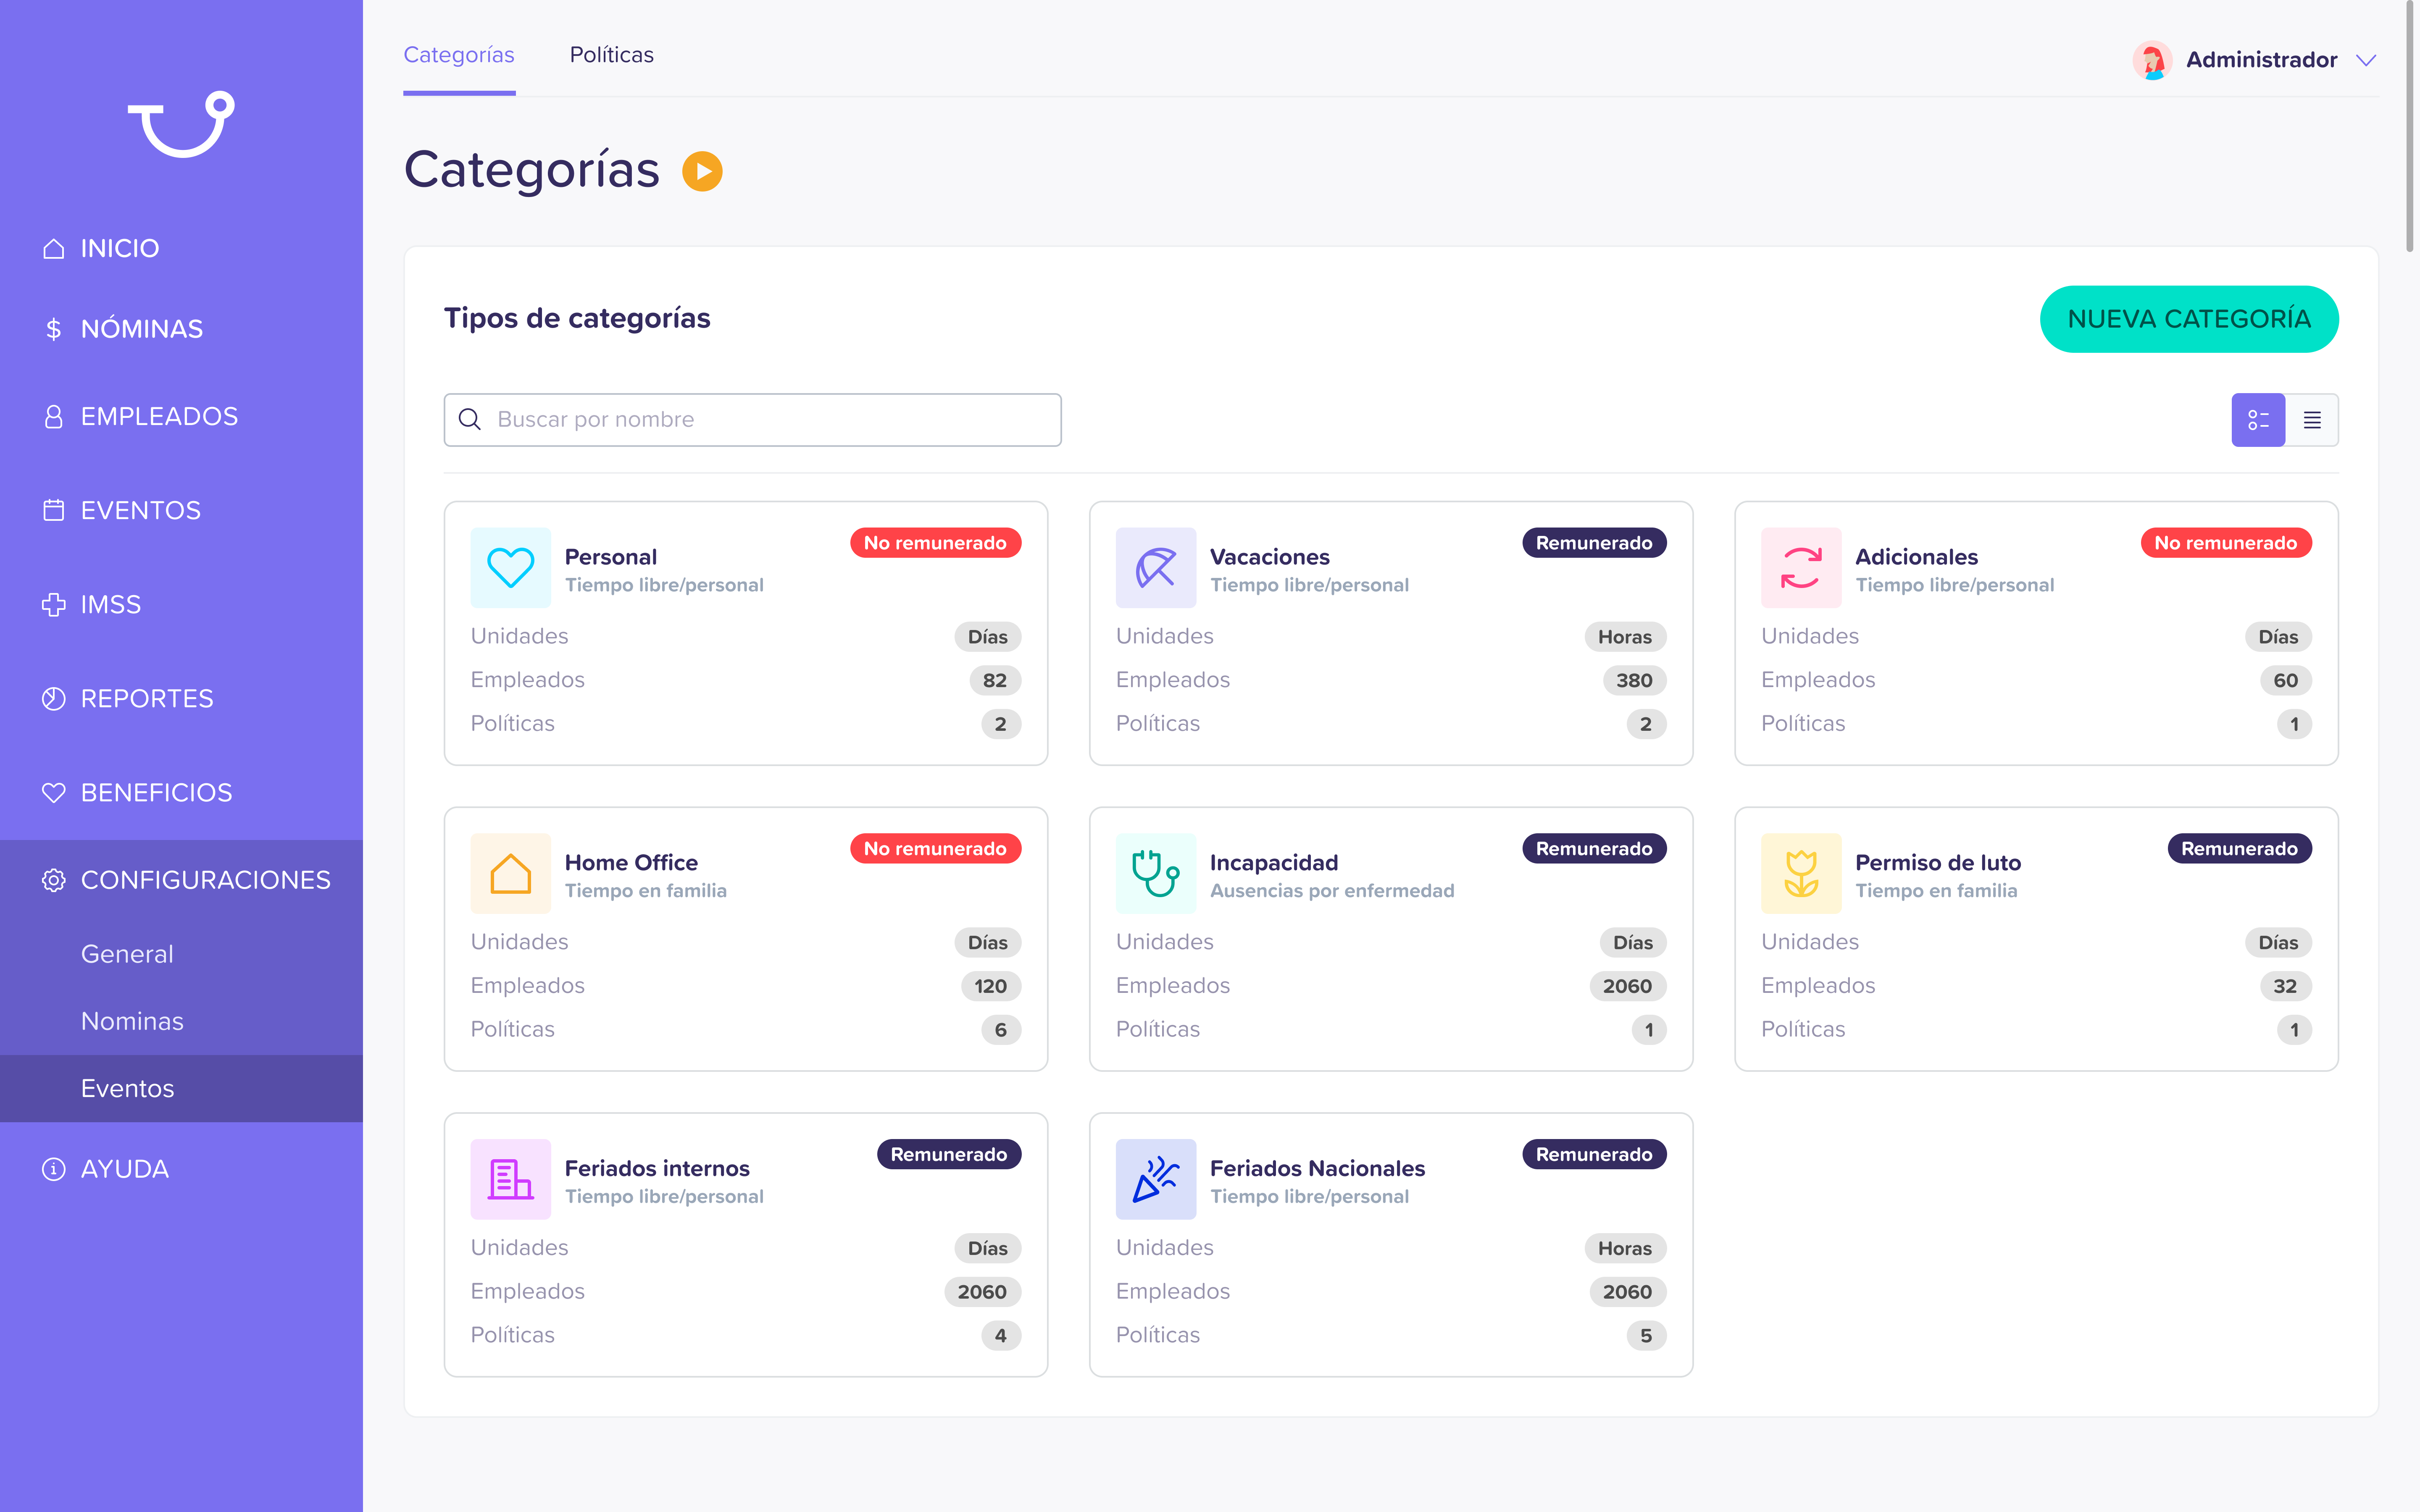 INICIO
NÓMINAS
EMPLEADOS
EVENTOS
IMSS
REPORTES
BENEFICIOS
CONFIGURACIONES
General
Nominas
Eventos
AYUDA
Categorías
Políticas
Administrador
Categorías
Tipos de categorías
NUEVA CATEGORÍA
Buscar por nombre
Personal
No remunerado
Tiempo libre/personal
Unidades Días
Empleados 82
Políticas 2
Vacaciones
Remunerado
Tiempo libre/personal
Unidades Horas
Empleados 380
Políticas 2
Adicionales
No remunerado
Tiempo libre/personal
Unidades Días
Empleados 60
Políticas 1
Home Office
No remunerado
Tiempo en familia
Unidades Días
Empleados 120
Políticas 6
Incapacidad
Remunerado
Ausencias por enfermedad
Unidades Días
Empleados 2060
Políticas 1
Permiso de luto
Remunerado
Tiempo en familia
Unidades Días
Empleados 32
Políticas 1
Feriados internos
Remunerado
Tiempo libre/personal
Unidades Días
Empleados 2060
Políticas 4
Feriados Nacionales
Remunerado
Tiempo libre/personal
Unidades Horas
Empleados 2060
Políticas 5